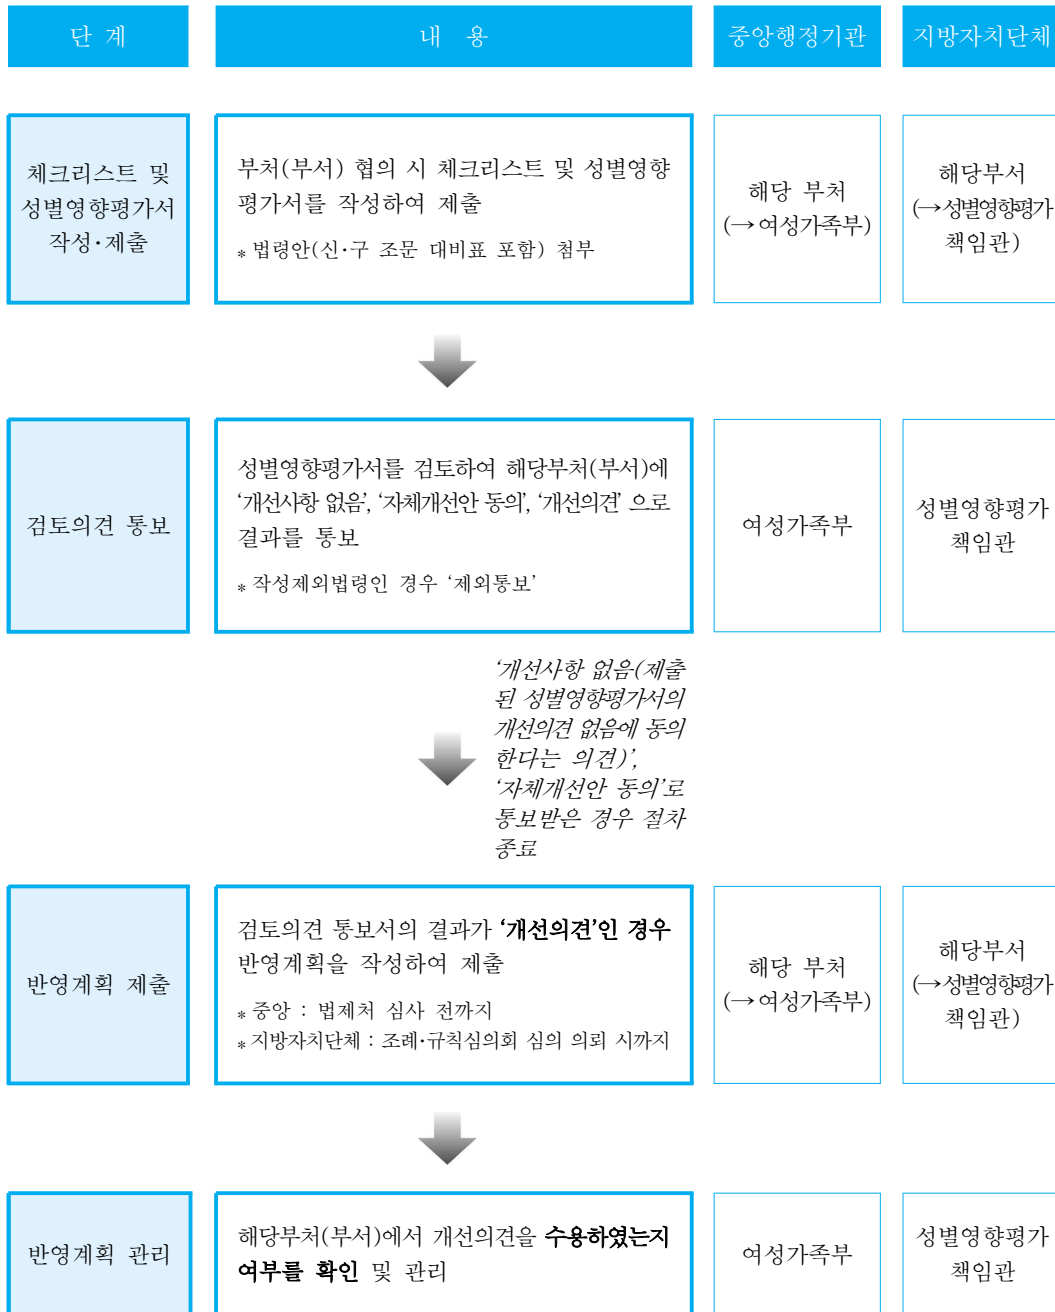 단 계
내 용
중앙행정기관
지방자치단체
체크리스트 및
성별영향평가서
작성·제출
부처(부서) 협의 시 체크리스트 및 성별영향
평가서를 작성하여 제출
* 법령안(신·구 조문 대비표 포함) 첨부
해당 부처
(→여성가족부)
해당부서
(→성별영향평가
책임관)
검토의견 통보
성별영향평가서를 검토하여 해당부처(부서)에
‘개선사항 없음’, ‘자체개선안 동의’, ‘개선의견’ 으로
결과를 통보
* 작성제외법령인 경우 ‘제외통보’
여성가족부
성별영향평가
책임관
‘개선사항 없음(제출
된 성별영향평가서의
개선의견 없음에 동의
한다는 의견)’,
‘자체개선안 동의’로
통보받은 경우 절차
종료
반영계획 제출
검토의견 통보서의 결과가 ‘개선의견’인 경우
반영계획을 작성하여 제출
* 중앙 : 법제처 심사 전까지
* 지방자치단체 : 조례·규칙심의회 심의 의뢰 시까지
해당 부처
(→여성가족부)
해당부서
(→성별영향평가
책임관)
반영계획 관리
해당부처(부서)에서 개선의견을 수용하였는지
여부를 확인 및 관리
여성가족부
성별영향평가
책임관